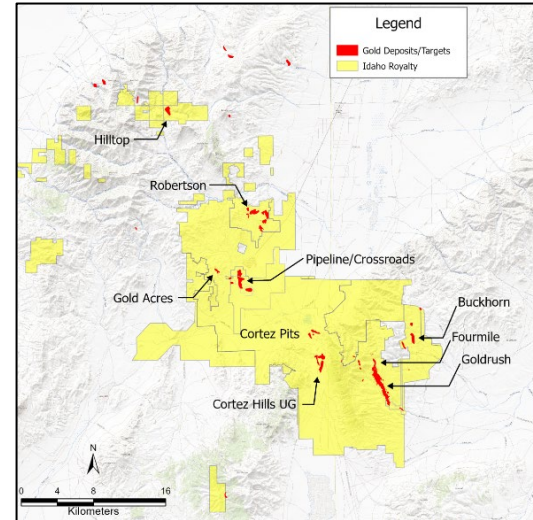 Legend
Gold Deposits/Targets
Idaho Royalty
Hilltop
Robertson
Pipeline/Crossroads
Gold Acres
Buckhorn
Cortez Pits
Fourmile
Goldrush
Cortez Hills UG
N
0 4 8 16
Kilometers